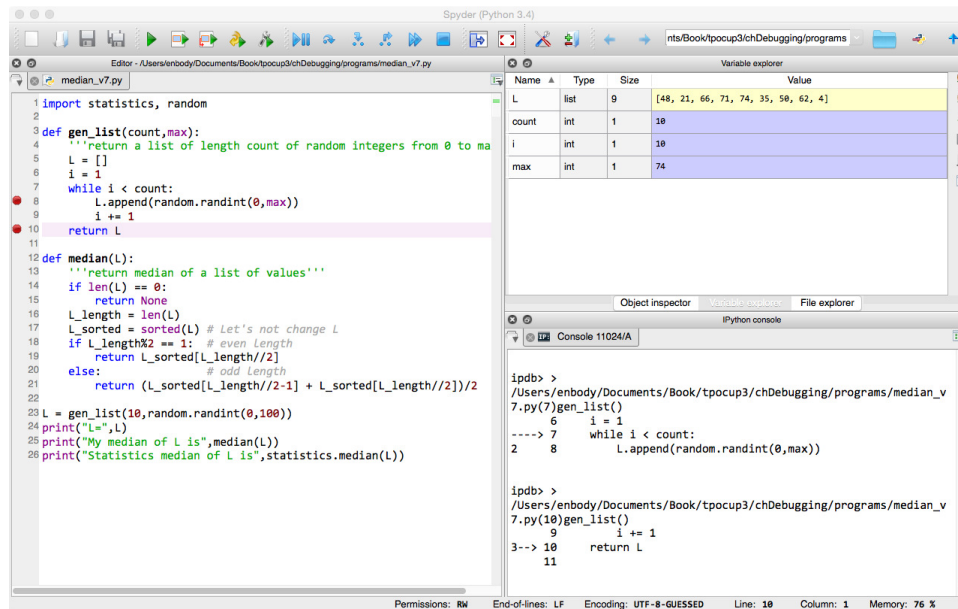 Spyder (Python 3.4)
nts/Book/tpocup3/chDebugging/programs
Editor - /Users/enbody/Documents/Book/tpocup3/chDebugging/programs/median_v7.py
median_v7.py
1 import statistics, random
2
3 def gen_list(count,max):
4     '''return a list of length count of random integers from 0 to ma
5     L = []
6     i = 1
7     while i < count:
8         L.append(random.randint(0,max))
9         i += 1
10     return L
11
12 def median(L):
13     '''return median of a list of values'''
14     if len(L) == 0:
15         return None
16     L_length = len(L)
17     L_sorted = sorted(L) # Let's not change L
18     if L_length%2 == 1:  # even length
19         return L_sorted[L_length//2]
20     else:                # odd length
21         return (L_sorted[L_length//2-1] + L_sorted[L_length//2])/2
22
23 L = gen_list(10,random.randint(0,100))
24 print("L=",L)
25 print("My median of L is",median(L))
26 print("Statistics median of L is",statistics.median(L))
Variable explorer
Name Type Size Value
L list 9 [48, 21, 66, 71, 74, 35, 50, 62, 4]
count int 1 10
i int 1 10
max int 1 74
Object inspector Variable explorer File explorer
IPython console
IP: Console 11024/A
ipdb> >
/Users/enbody/Documents/Book/tpocup3/chDebugging/programs/median_v
7.py(7)gen_list()
      6     i = 1
----> 7     while i < count:
2     8         L.append(random.randint(0,max))
ipdb> >
/Users/enbody/Documents/Book/tpocup3/chDebugging/programs/median_v
7.py(10)gen_list()
      9         i += 1
3--> 10     return L
     11
Permissions: RW End-of-lines: LF Encoding: UTF-8-GUESSED Line: 10 Column: 1 Memory: 76 %